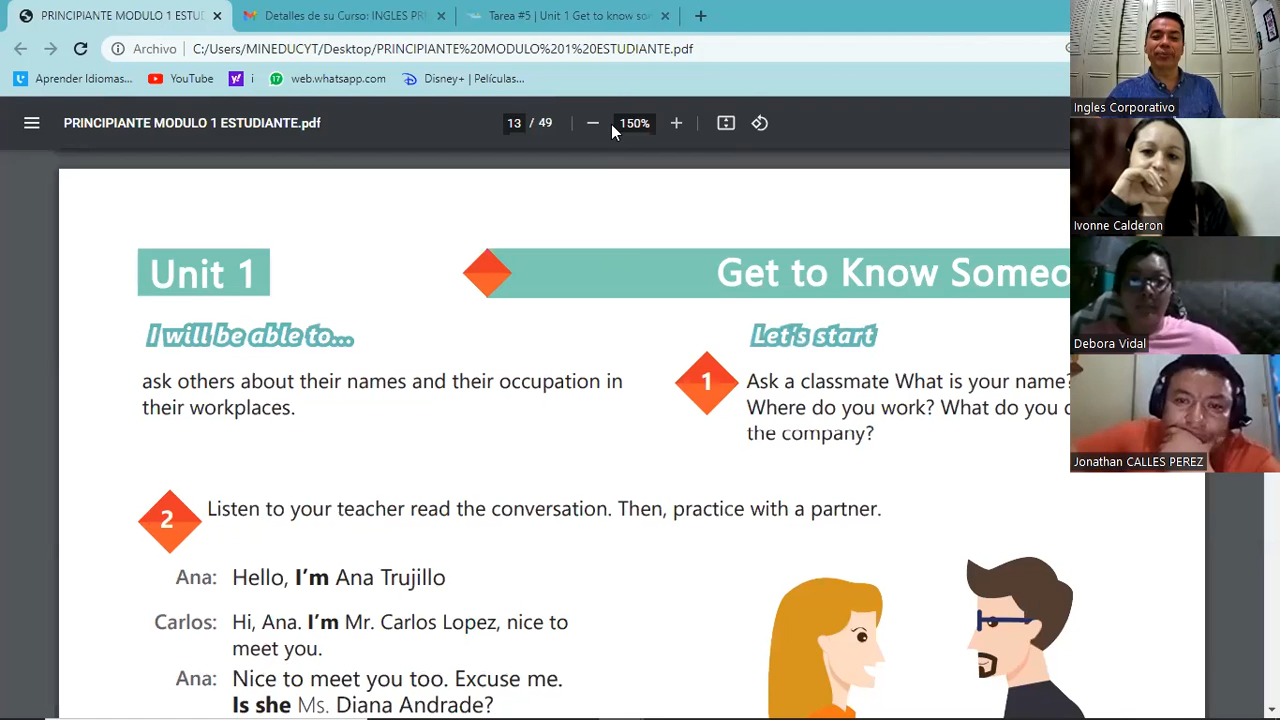 PRINCIPIANTE MODULO 1 ESTUDIANTE
Detalles de su Curso: INGLES PRI
Tarea #5 | Unit 1 Get to know so
Archivo
C:/Users/MINEDUCYT/Desktop/PRINCIPIANTE%20MODULO%201%20ESTUDIANTE.pdf
Aprender Idiomas...
YouTube
i
17
web.whatsapp.com
Disney+ | Películas,...
PRINCIPIANTE MODULO 1 ESTUDIANTE.pdf
13 / 49
150%
Ingles Corporativo
Ivonne Calderon
Debora Vidal
Jonathan CALLES PEREZ
Unit 1
Get to Know Someo
I will be able to...
ask others about their names and their occupation in
their workplaces.
Let's start
1
Ask a classmate What is your name?
Where do you work? What do you d
the company?
2
Listen to your teacher read the conversation. Then, practice with a partner.
Ana: Hello, I'm Ana Trujillo
Carlos: Hi, Ana. I'm Mr. Carlos Lopez, nice to
meet you.
Ana: Nice to meet you too. Excuse me.
Is she Ms. Diana Andrade?